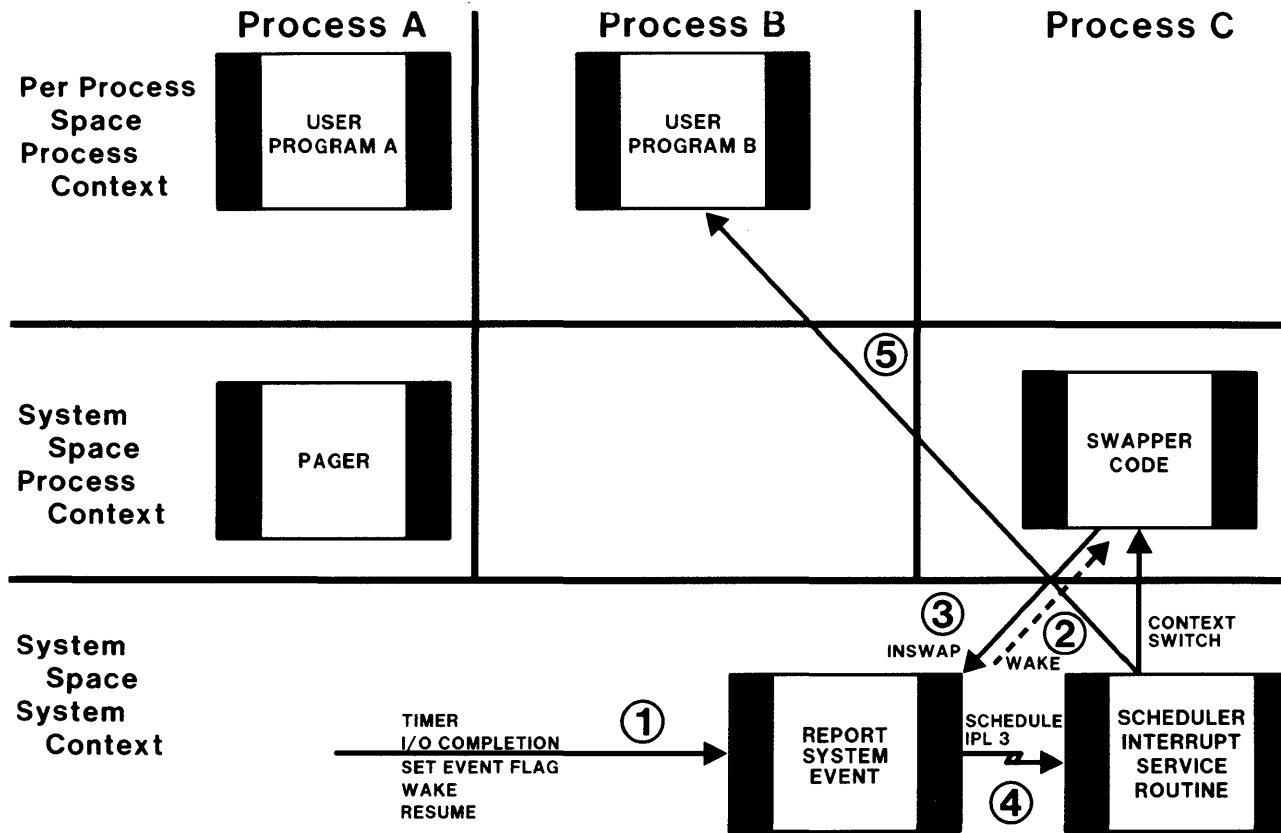 Process A
Process B
Process C
Per Process
Space
Process
Context
USER
PROGRAM A
USER
PROGRAM B
⑤
System
Space
Process
Context
PAGER
SWAPPER
CODE
③
②
INSWAP
WAKE
CONTEXT
SWITCH
System
Space
System
Context
TIMER
I/O COMPLETION
SET EVENT FLAG
WAKE
RESUME
①
REPORT
SYSTEM
EVENT
SCHEDULE
IPL 3
④
SCHEDULER
INTERRUPT
SERVICE
ROUTINE